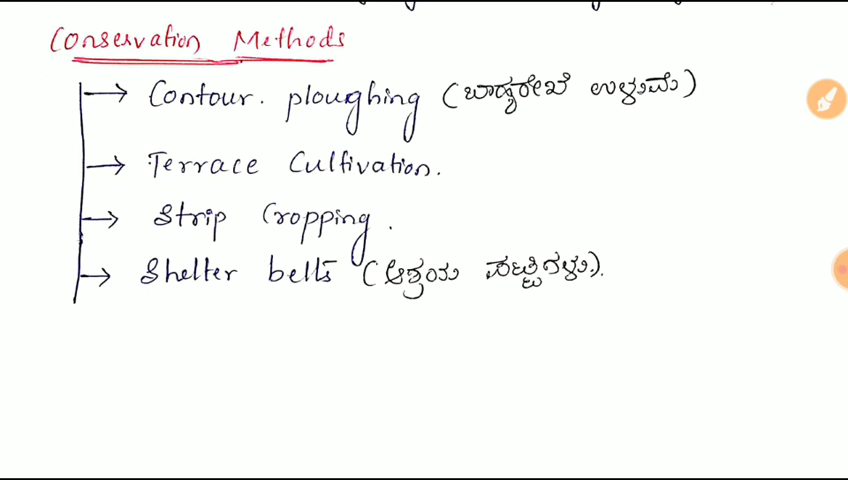 Conservation Methods
→ Contour. ploughing (ಬಾಹ್ಯರೇಖೆ ಉಳುಮೆ)
→ Terrace Cultivation.
→ Strip Cropping.
→ Shelter belts (ಆಶ್ರಯ ಪಟ್ಟಿಗಳು).